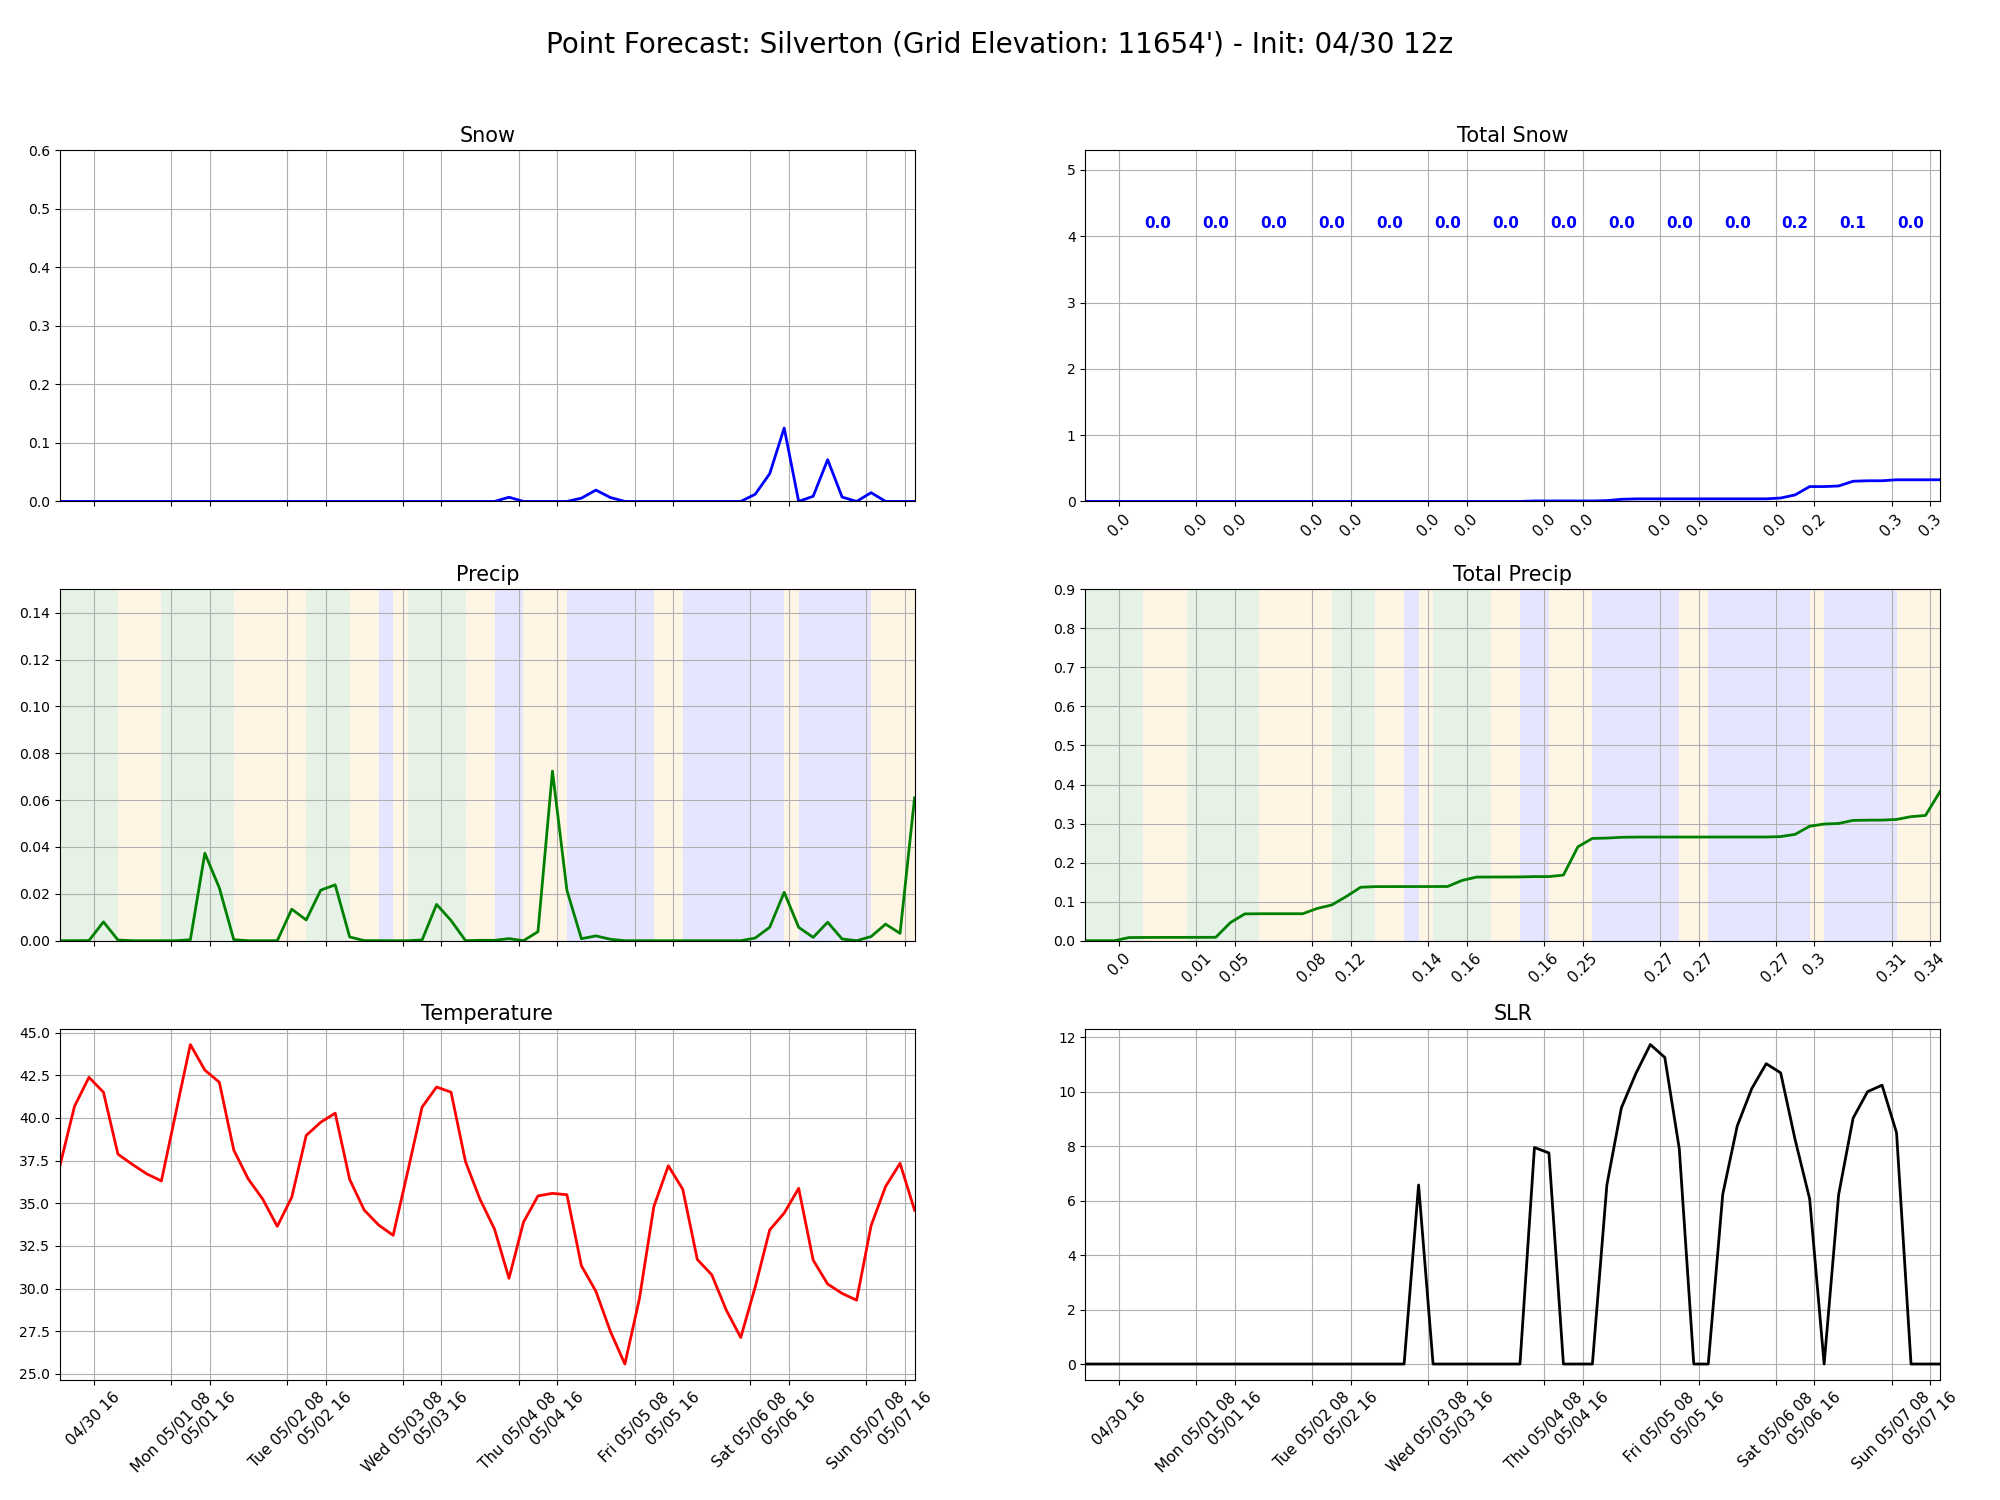 Point Forecast: Silverton (Grid Elevation: 11654') - Init: 04/30 12z
Snow
0.6
0.5
0.4
0.3
0.2
0.1
0.0
Total Snow
5
4
3
2
1
0
0.0 0.0 0.0 0.0 0.0 0.0 0.0 0.0 0.0 0.0 0.0 0.2 0.1 0.0
0.0 0.0 0.0 0.0 0.0 0.0 0.0 0.0 0.0 0.0 0.0 0.0 0.2 0.3 0.3
Precip
0.14
0.12
0.10
0.08
0.06
0.04
0.02
0.00
Total Precip
0.9
0.8
0.7
0.6
0.5
0.4
0.3
0.2
0.1
0.0
0.0 0.01 0.05 0.08 0.12 0.14 0.16 0.16 0.25 0.27 0.27 0.27 0.3 0.31 0.34
Temperature
45.0
42.5
40.0
37.5
35.0
32.5
30.0
27.5
25.0
04/30 16
Mon 05/01 08
05/01 16
Tue 05/02 08
05/02 16
Wed 05/03 08
05/03 16
Thu 05/04 08
05/04 16
Fri 05/05 08
05/05 16
Sat 05/06 08
05/06 16
Sun 05/07 08
05/07 16
SLR
12
10
8
6
4
2
0
04/30 16
Mon 05/01 08
05/01 16
Tue 05/02 08
05/02 16
Wed 05/03 08
05/03 16
Thu 05/04 08
05/04 16
Fri 05/05 08
05/05 16
Sat 05/06 08
05/06 16
Sun 05/07 08
05/07 16